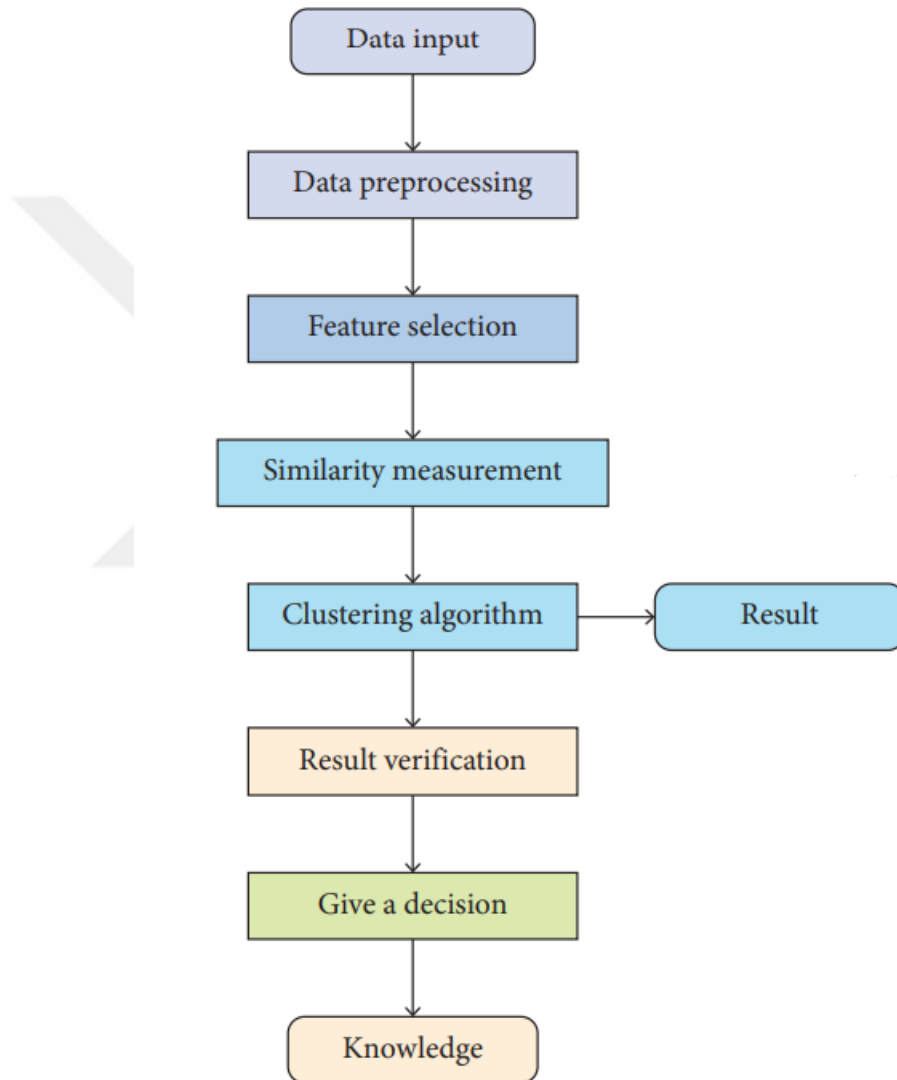 Data input
Data preprocessing
Feature selection
Similarity measurement
Clustering algorithm
Result
Result verification
Give a decision
Knowledge